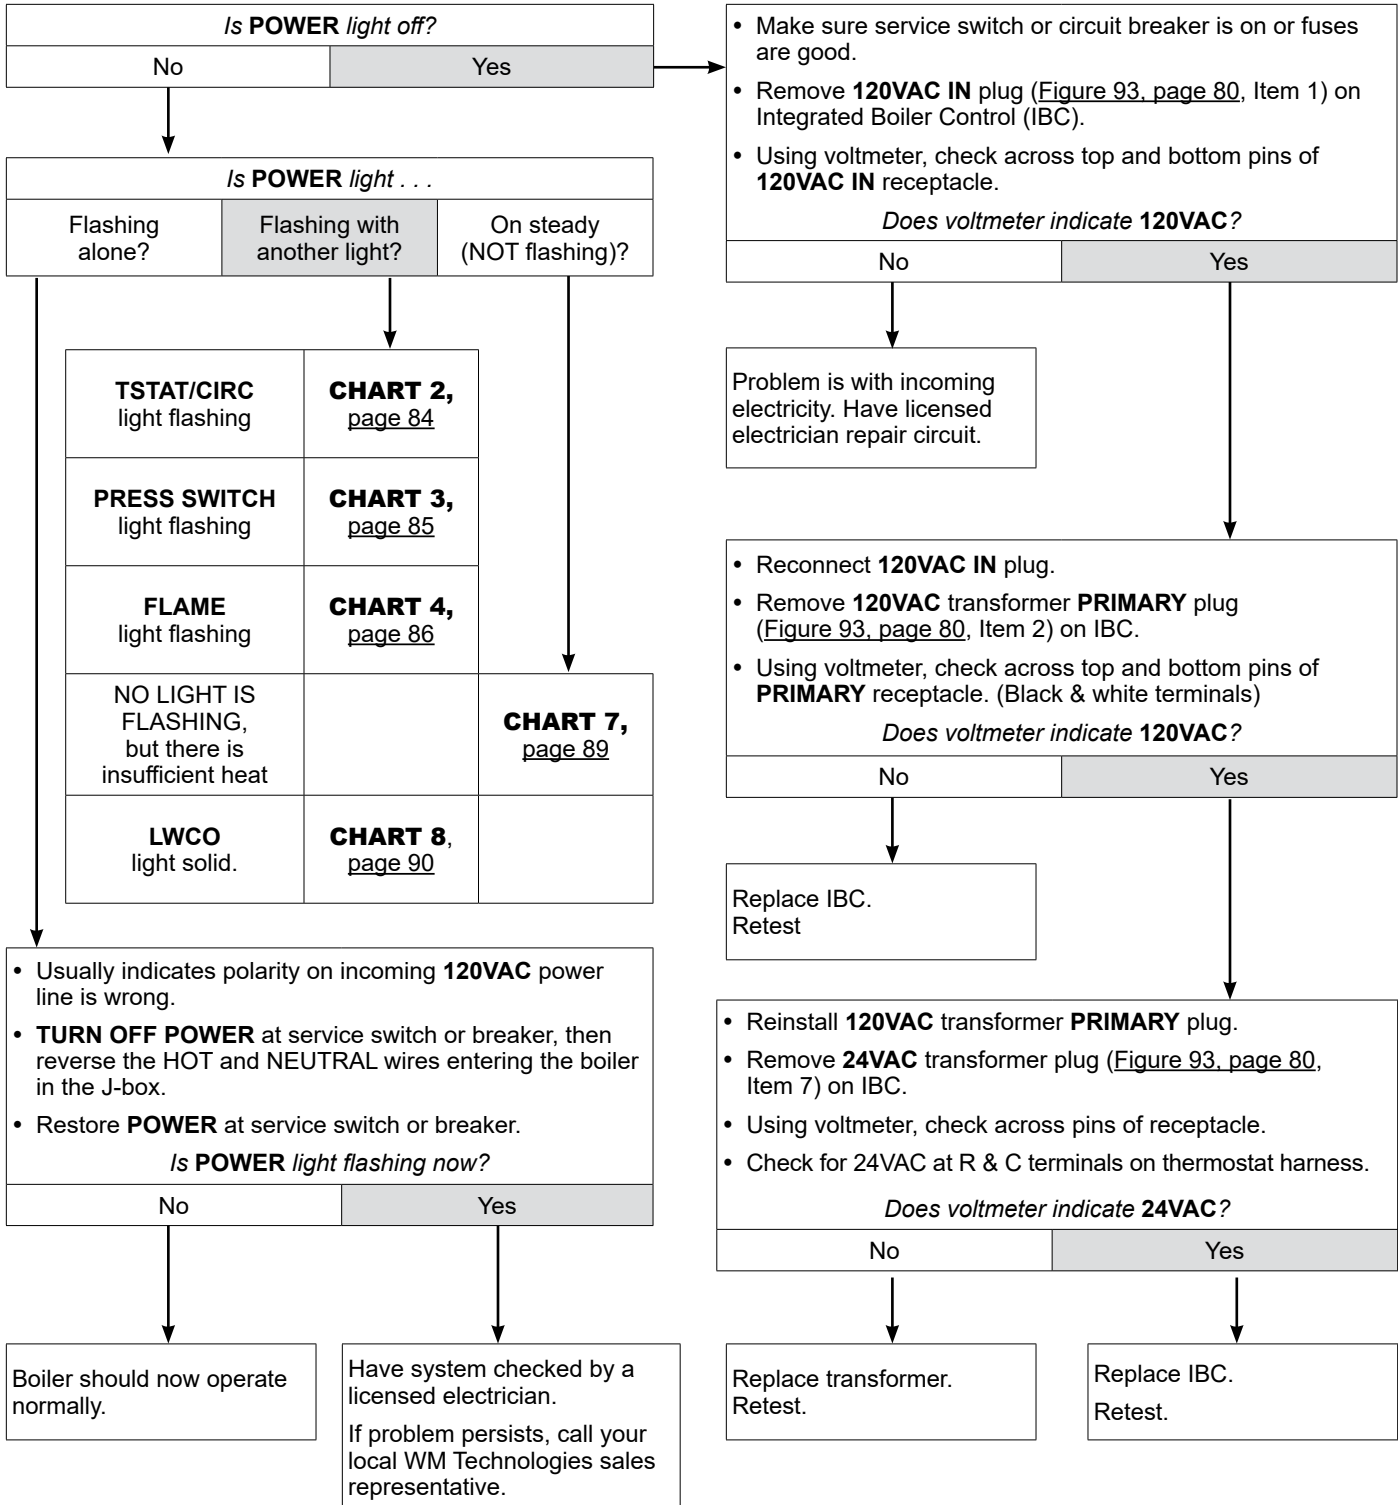 Is POWER light off?
No
Yes
Is POWER light . . .
Flashing
alone?
Flashing with
another light?
On steady
(NOT flashing)?
TSTAT/CIRC
light flashing
CHART 2,
page 84
PRESS SWITCH
light flashing
CHART 3,
page 85
FLAME
light flashing
CHART 4,
page 86
NO LIGHT IS
FLASHING,
but there is
insufficient heat
CHART 7,
page 89
LWCO
light solid.
CHART 8,
page 90
• Usually indicates polarity on incoming 120VAC power
line is wrong.
• TURN OFF POWER at service switch or breaker, then
reverse the HOT and NEUTRAL wires entering the boiler
in the J-box.
• Restore POWER at service switch or breaker.
Is POWER light flashing now?
No
Yes
Boiler should now operate
normally.
Have system checked by a
licensed electrician.
If problem persists, call your
local WM Technologies sales
representative.
• Make sure service switch or circuit breaker is on or fuses
are good.
• Remove 120VAC IN plug (Figure 93, page 80, Item 1) on
Integrated Boiler Control (IBC).
• Using voltmeter, check across top and bottom pins of
120VAC IN receptacle.
Does voltmeter indicate 120VAC?
No
Yes
Problem is with incoming
electricity. Have licensed
electrician repair circuit.
• Reconnect 120VAC IN plug.
• Remove 120VAC transformer PRIMARY plug
(Figure 93, page 80, Item 2) on IBC.
• Using voltmeter, check across top and bottom pins of
PRIMARY receptacle. (Black & white terminals)
Does voltmeter indicate 120VAC?
No
Yes
Replace IBC.
Retest
• Reinstall 120VAC transformer PRIMARY plug.
• Remove 24VAC transformer plug (Figure 93, page 80,
Item 7) on IBC.
• Using voltmeter, check across pins of receptacle.
• Check for 24VAC at R & C terminals on thermostat harness.
Does voltmeter indicate 24VAC?
No
Yes
Replace transformer.
Retest.
Replace IBC.
Retest.